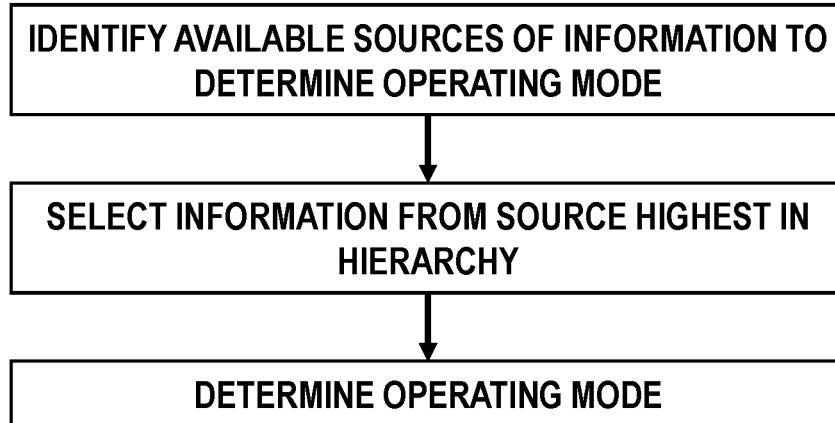 IDENTIFY AVAILABLE SOURCES OF INFORMATION TO
DETERMINE OPERATING MODE
SELECT INFORMATION FROM SOURCE HIGHEST IN
HIERARCHY
DETERMINE OPERATING MODE